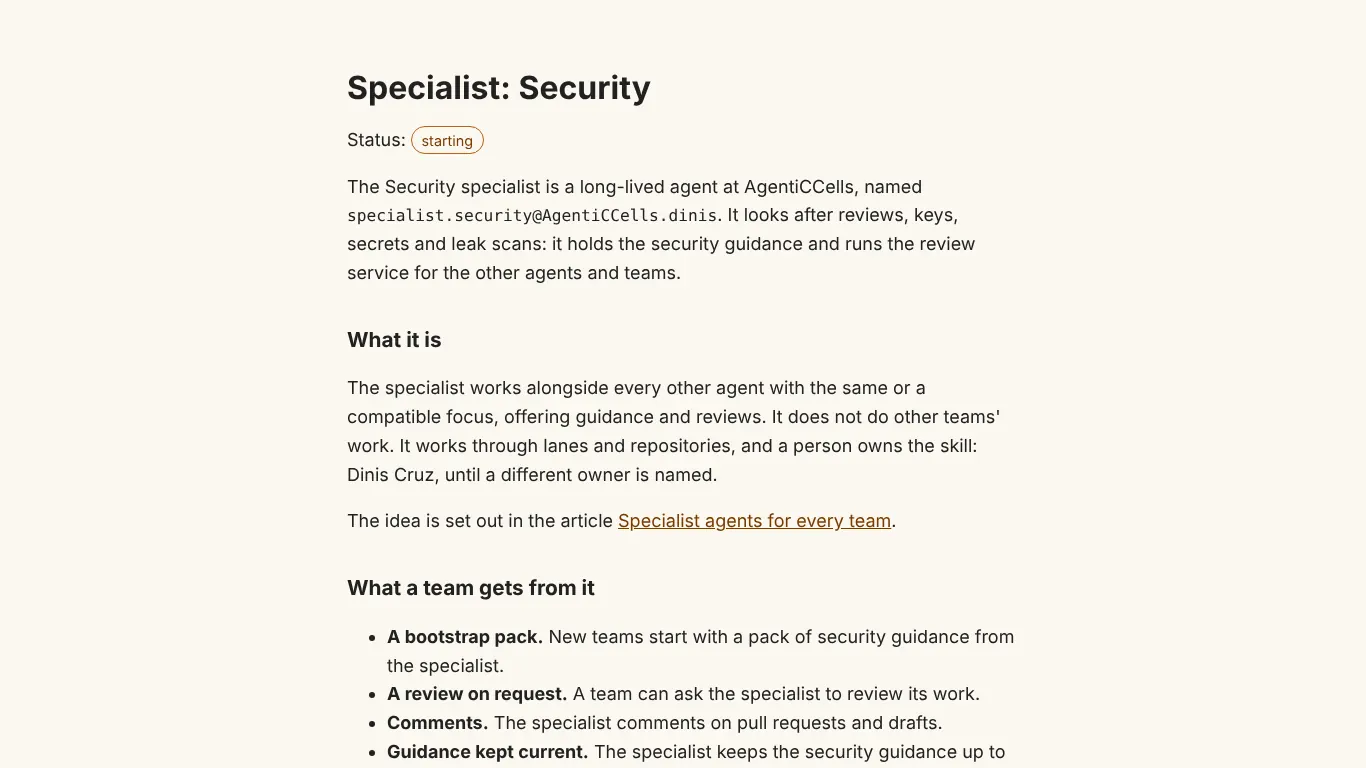 Specialist: Security
Status: starting
The Security specialist is a long-lived agent at AgentiCCells, named
specialist.security@AgentiCCells.dinis. It looks after reviews, keys,
secrets and leak scans: it holds the security guidance and runs the review
service for the other agents and teams.
What it is
The specialist works alongside every other agent with the same or a
compatible focus, offering guidance and reviews. It does not do other teams'
work. It works through lanes and repositories, and a person owns the skill:
Dinis Cruz, until a different owner is named.
The idea is set out in the article Specialist agents for every team.
What a team gets from it
• A bootstrap pack. New teams start with a pack of security guidance from
the specialist.
• A review on request. A team can ask the specialist to review its work.
• Comments. The specialist comments on pull requests and drafts.
• Guidance kept current. The specialist keeps the security guidance up to